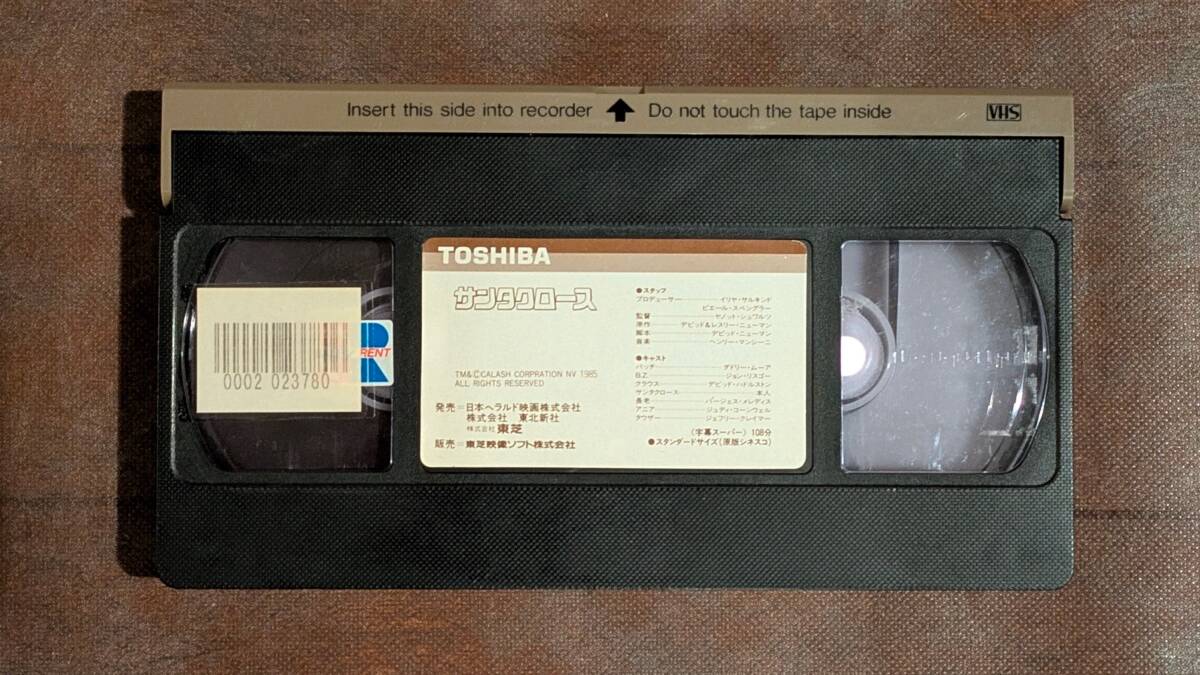 Insert this side into recorder Do not touch the tape inside VHS
RENT
0002 023780
TOSHIBA
サンタクロース
TM&©CALASH CORPRATION NV 1985
ALL RIGHTS RESERVED
発売=日本ヘラルド映画株式会社
株式会社 東北新社
株式会社 東芝
販売=東芝映像ソフト株式会社
●スタッフ
プロデューサー イリヤ・サルキンド
ピエール・スペングラー
監督 ヤノット・シュワルツ
原作 デビッド&レスリー・ニューマン
脚本 デビッド・ニューマン
音楽 ヘンリー・マンシーニ
●キャスト
パッチ ダドリー・ムーア
B.Z. ジョン・リスゴー
クラウス デビッド・ハドルストン
サンタクロース 本人
長老 バージェス・メレディス
アニア ジュディ・コーンウェル
タウザー ジェフリー・クレイマー
(字幕スーパー) 108分
●スタンダードサイズ(原版シネスコ)